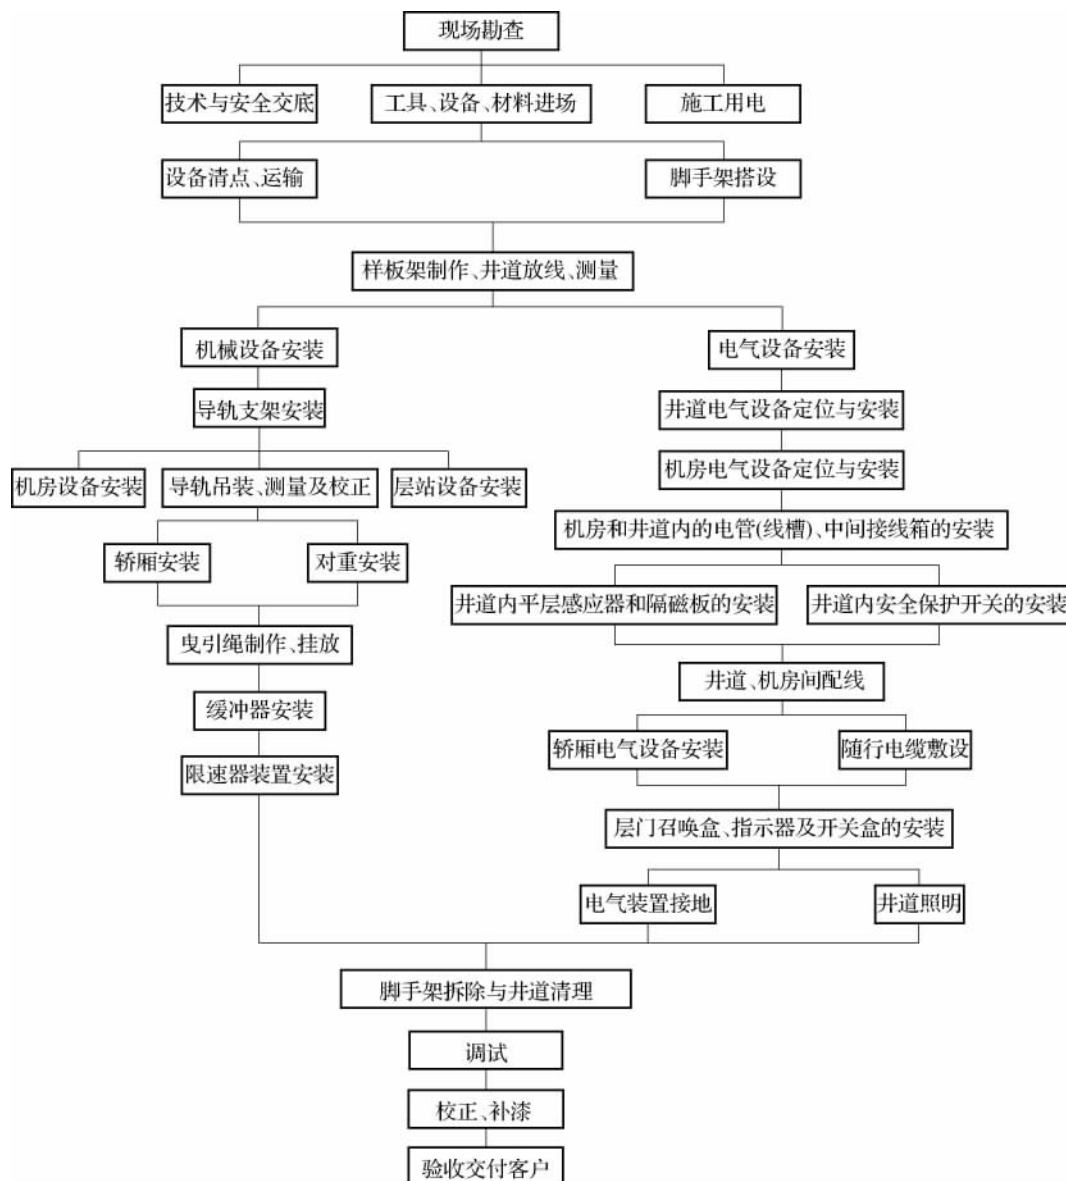 现场勘查
技术与安全交底
工具、设备、材料进场
施工用电
设备清点、运输
脚手架搭设
样板架制作、井道放线、测量
机械设备安装
电气设备安装
导轨支架安装
井道电气设备定位与安装
机房电气设备定位与安装
机房设备安装
导轨吊装、测量及校正
层站设备安装
机房和井道内的电管(线槽)、中间接线箱的安装
轿厢安装
对重安装
井道内平层感应器和隔磁板的安装
井道内安全保护开关的安装
曳引绳制作、挂放
井道、机房间配线
缓冲器安装
轿厢电气设备安装
随行电缆敷设
限速器装置安装
层门召唤盒、指示器及开关盒的安装
电气装置接地
井道照明
脚手架拆除与井道清理
调试
校正、补漆
验收交付客户